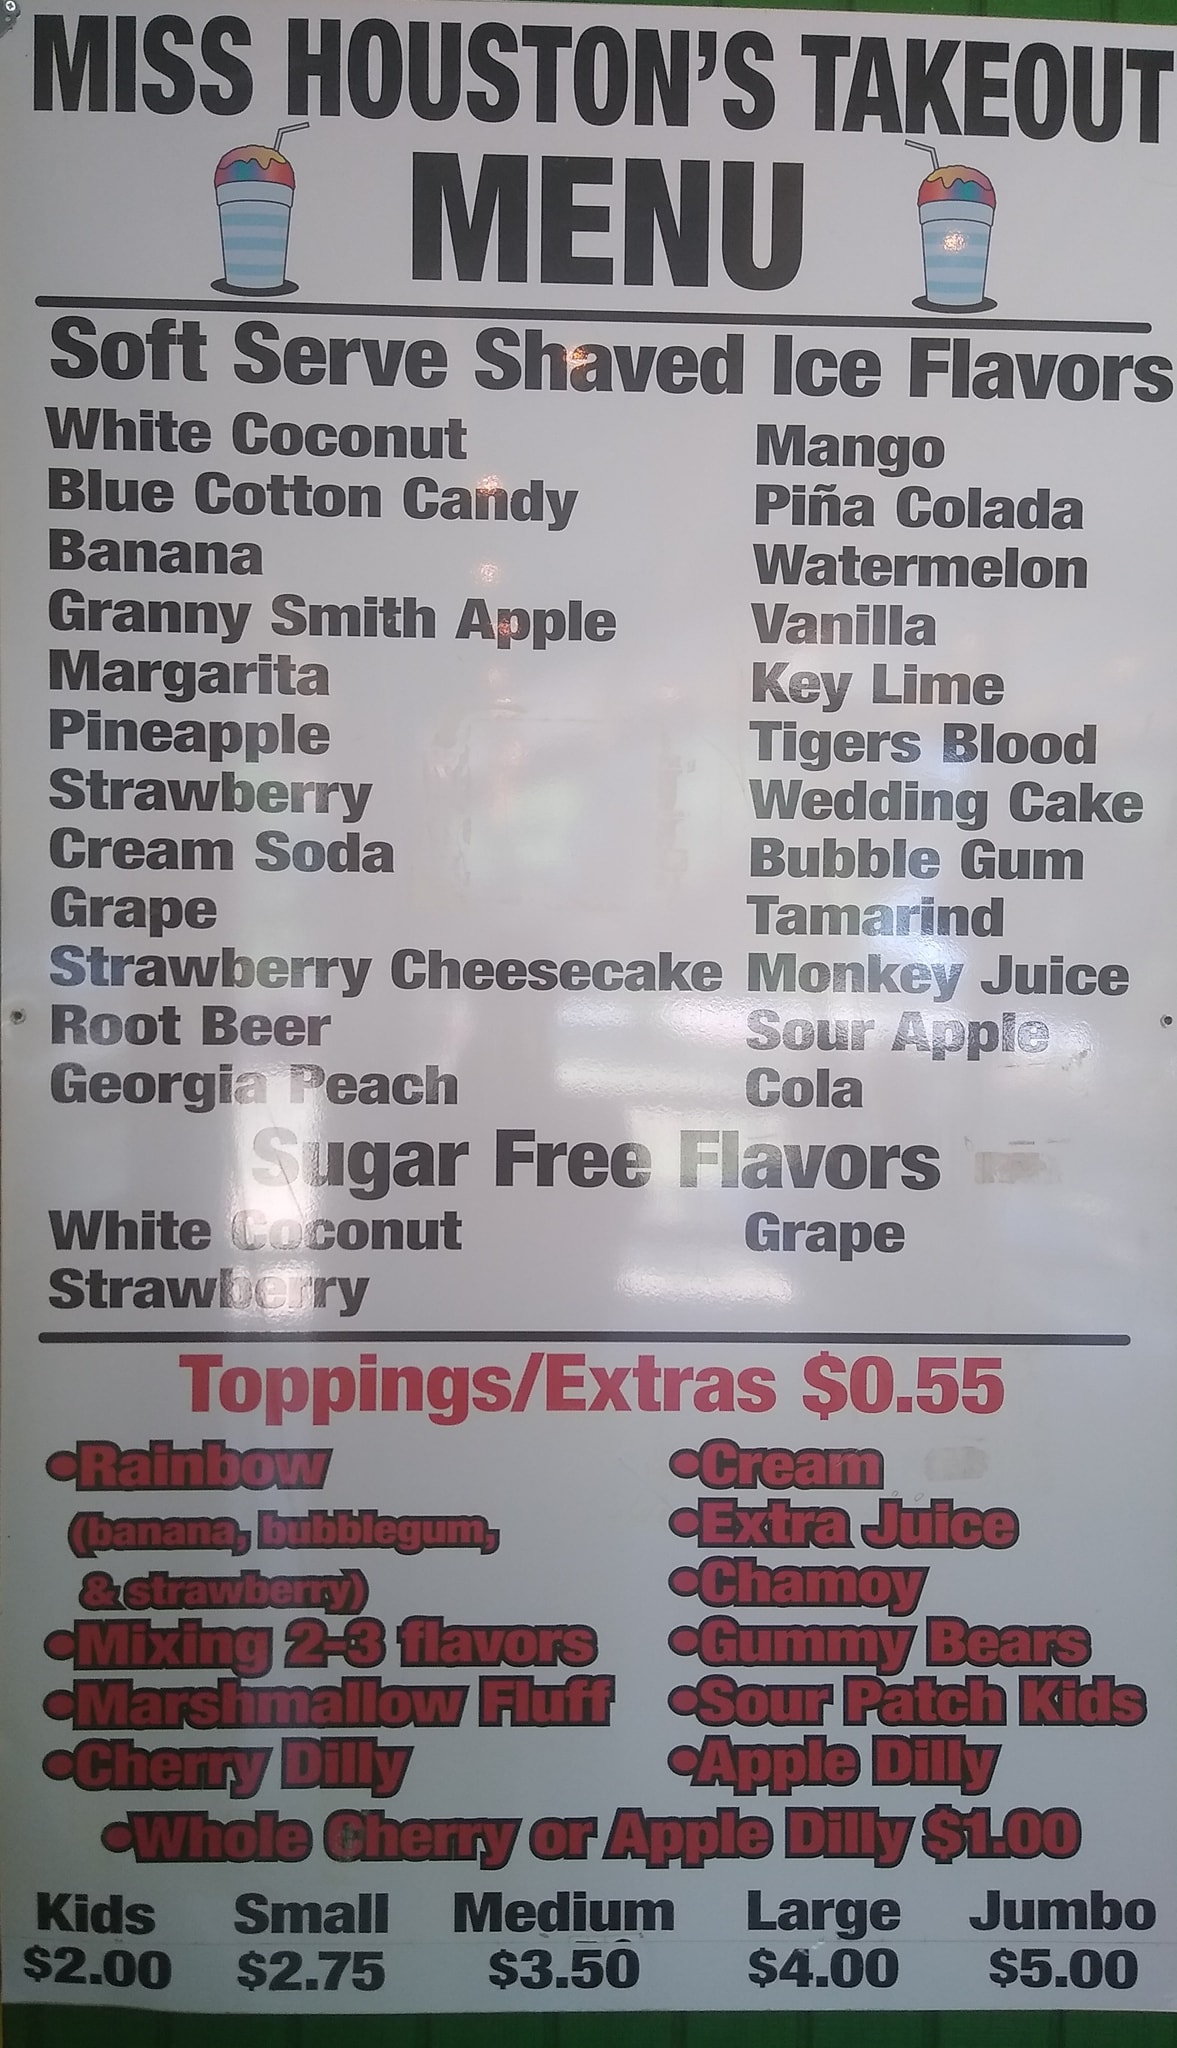 MISS HOUSTON'S TAKEOUT
MENU
Soft Serve Shaved Ice Flavors
White Coconut
Blue Cotton Candy
Banana
Granny Smith Apple
Margarita
Pineapple
Strawberry
Cream Soda
Grape
Strawberry Cheesecake
Root Beer
Georgia Peach
Mango
Piña Colada
Watermelon
Vanilla
Key Lime
Tigers Blood
Wedding Cake
Bubble Gum
Tamarind
Monkey Juice
Sour Apple
Cola
Sugar Free Flavors
White Coconut
Strawberry
Grape
Toppings/Extras $0.55
•Rainbow
(banana, bubblegum,
& strawberry)
•Mixing 2-3 flavors
•Marshmallow Fluff
•Cherry Dilly
•Cream
•Extra Juice
•Chamoy
•Gummy Bears
•Sour Patch Kids
•Apple Dilly
•Whole Cherry or Apple Dilly $1.00
Kids Small Medium Large Jumbo
$2.00 $2.75 $3.50 $4.00 $5.00